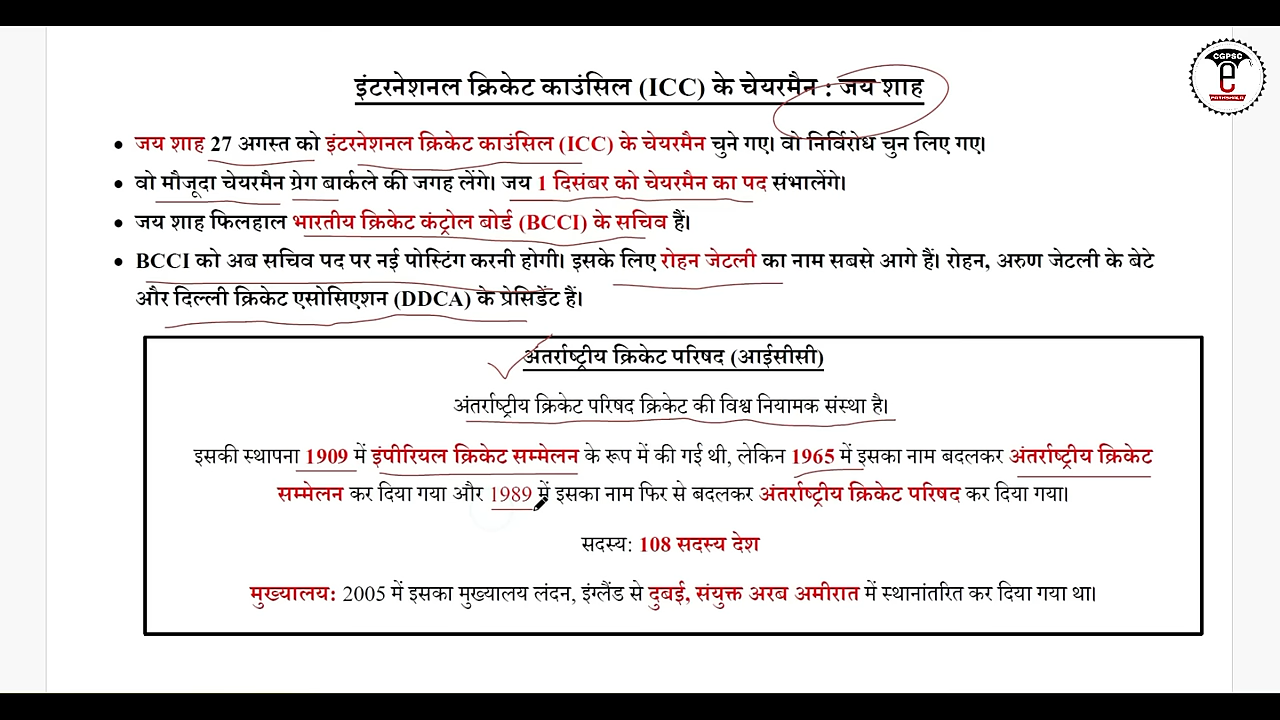 इंटरनेशनल क्रिकेट काउंसिल (ICC) के चेयरमैन : जय शाह
CGPSC
e
PATHSHALA
• जय शाह 27 अगस्त को इंटरनेशनल क्रिकेट काउंसिल (ICC) के चेयरमैन चुने गए। वो निर्विरोध चुन लिए गए।
• वो मौजूदा चेयरमैन ग्रेग बार्कले की जगह लेंगे। जय 1 दिसंबर को चेयरमैन का पद संभालेंगे।
• जय शाह फिलहाल भारतीय क्रिकेट कंट्रोल बोर्ड (BCCI) के सचिव हैं।
• BCCI को अब सचिव पद पर नई पोस्टिंग करनी होगी। इसके लिए रोहन जेटली का नाम सबसे आगे हैं। रोहन, अरुण जेटली के बेटे
और दिल्ली क्रिकेट एसोसिएशन (DDCA) के प्रेसिडेंट हैं।
अंतर्राष्ट्रीय क्रिकेट परिषद (आईसीसी)
अंतर्राष्ट्रीय क्रिकेट परिषद क्रिकेट की विश्व नियामक संस्था है।
इसकी स्थापना 1909 में इंपीरियल क्रिकेट सम्मेलन के रूप में की गई थी, लेकिन 1965 में इसका नाम बदलकर अंतर्राष्ट्रीय क्रिकेट
सम्मेलन कर दिया गया और 1989 में इसका नाम फिर से बदलकर अंतर्राष्ट्रीय क्रिकेट परिषद कर दिया गया।
सदस्य: 108 सदस्य देश
मुख्यालय: 2005 में इसका मुख्यालय लंदन, इंग्लैंड से दुबई, संयुक्त अरब अमीरात में स्थानांतरित कर दिया गया था।